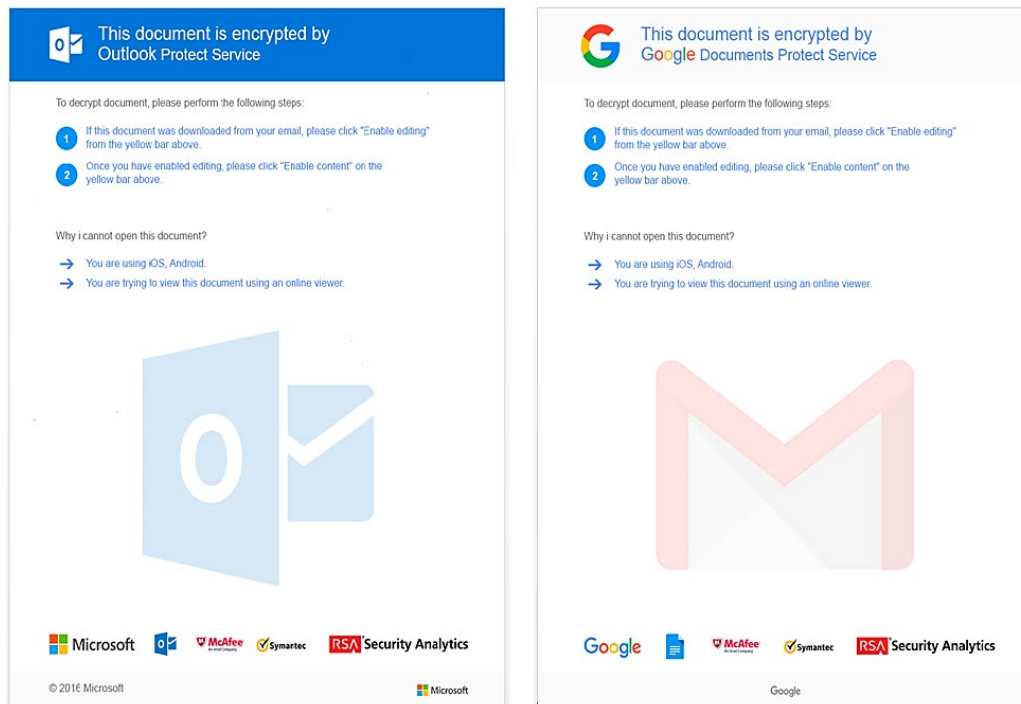 This document is encrypted by
Outlook Protect Service
To decrypt document, please perform the following steps:
1 If this document was downloaded from your email, please click "Enable editing"
from the yellow bar above.
2 Once you have enabled editing, please click "Enable content" on the
yellow bar above.
Why i cannot open this document?
You are using iOS, Android.
You are trying to view this document using an online viewer.
Microsoft McAfee Symantec RSA Security Analytics
© 2016 Microsoft Microsoft
This document is encrypted by
Google Documents Protect Service
To decrypt document, please perform the following steps:
1 If this document was downloaded from your email, please click "Enable editing"
from the yellow bar above.
2 Once you have enabled editing, please click "Enable content" on the
yellow bar above.
Why i cannot open this document?
You are using iOS, Android.
You are trying to view this document using an online viewer.
Google McAfee Symantec RSA Security Analytics
Google